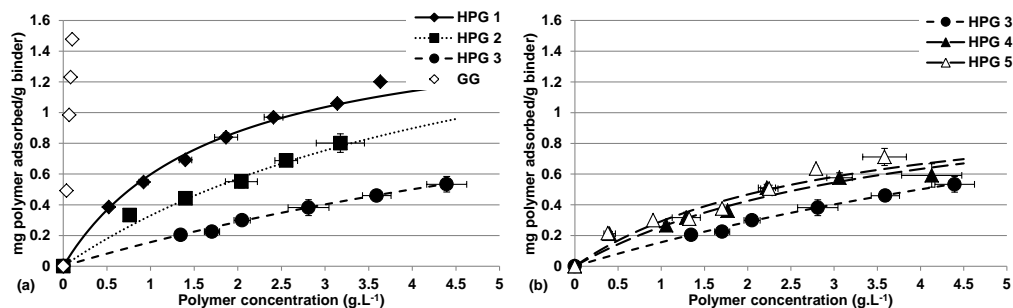 mg polymer adsorbed/g binder
1.6
1.4
1.2
1.0
0.8
0.6
0.4
0.2
0
0 0.5 1 1.5 2 2.5 3 3.5 4 4.5 5
Polymer concentration (g.L-1)
(a)
HPG 1
HPG 2
HPG 3
GG
mg polymer adsorbed/g binder
1.6
1.4
1.2
1.0
0.8
0.6
0.4
0.2
0
0 0.5 1 1.5 2 2.5 3 3.5 4 4.5 5
Polymer concentration (g.L-1)
(b)
HPG 3
HPG 4
HPG 5